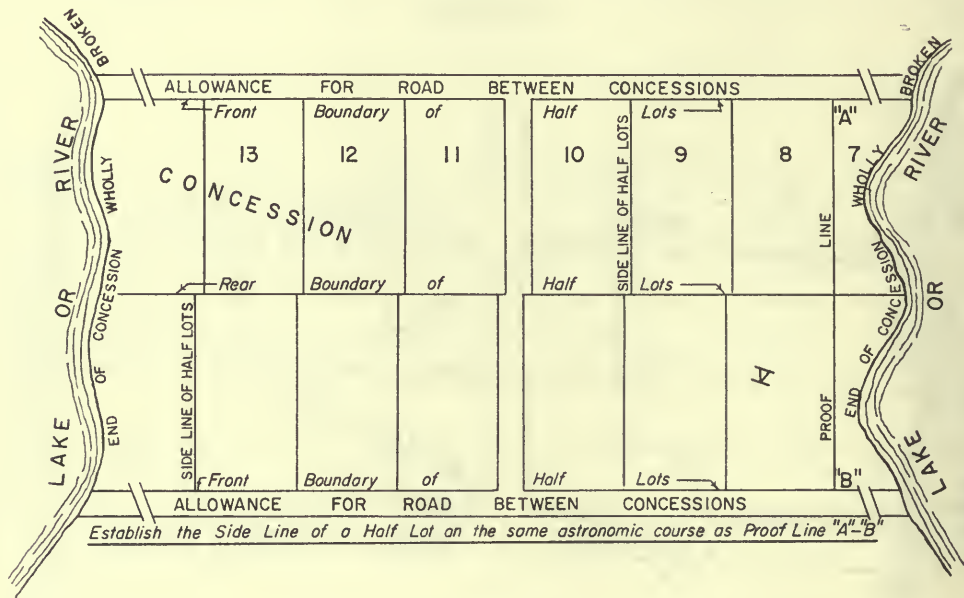 BROKEN
BROKEN
ALLOWANCE FOR ROAD BETWEEN CONCESSIONS
Front Boundary of Half Lots
"A"
13 12 11 10 9 8 7
CONCESSION
LAKE OR RIVER
END OF CONCESSION WHOLLY
SIDE LINE OF HALF LOTS
PROOF LINE
END OF CONCESSION WHOLLY
LAKE OR RIVER
Rear Boundary of Half Lots
SIDE LINE OF HALF LOTS
"B"
Front Boundary of Half Lots
ALLOWANCE FOR ROAD BETWEEN CONCESSIONS
Establish the Side Line of a Half Lot on the same astronomic course as Proof Line "A"-"B"